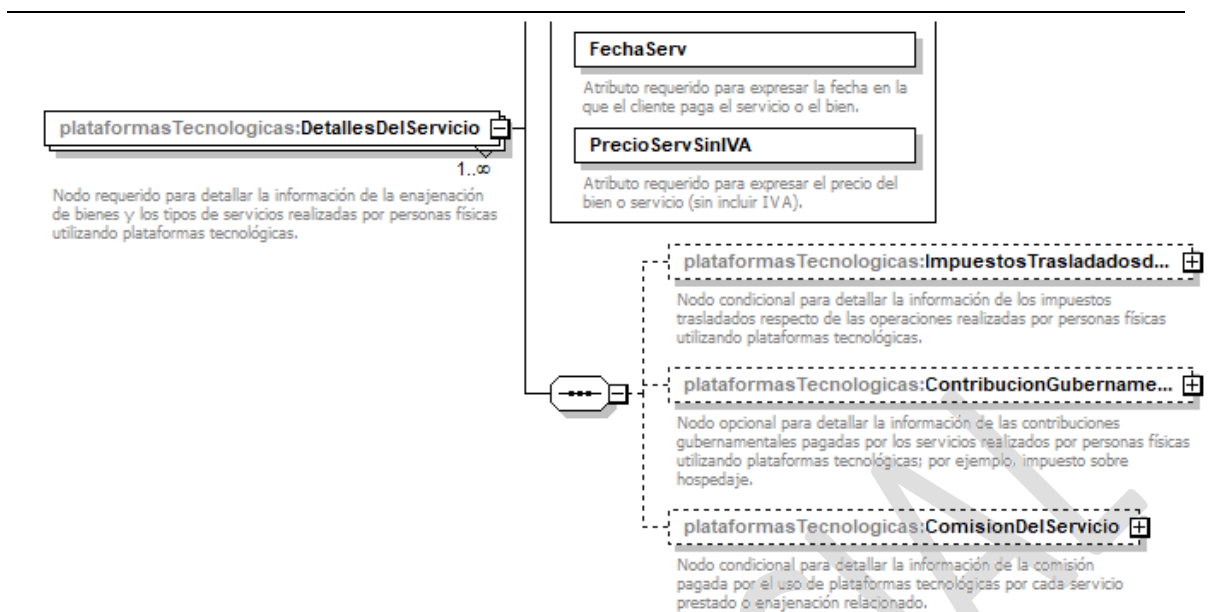 FechaServ
Atributo requerido para expresar la fecha en la
que el cliente paga el servicio o el bien.
plataformasTecnologicas:DetallesDelServicio
1..∞
Nodo requerido para detallar la información de la enajenación
de bienes y los tipos de servicios realizadas por personas físicas
utilizando plataformas tecnológicas.
PrecioServSinIVA
Atributo requerido para expresar el precio del
bien o servicio (sin incluir IVA).
plataformasTecnologicas:ImpuestosTrasladadosd...
Nodo condicional para detallar la información de los impuestos
trasladados respecto de las operaciones realizadas por personas físicas
utilizando plataformas tecnológicas.
plataformasTecnologicas:ContribucionGubername...
Nodo opcional para detallar la información de las contribuciones
gubernamentales pagadas por los servicios realizados por personas físicas
utilizando plataformas tecnológicas; por ejemplo, impuesto sobre
hospedaje.
plataformasTecnologicas:ComisionDelServicio
Nodo condicional para detallar la información de la comisión
pagada por el uso de plataformas tecnológicas por cada servicio
prestado o enajenación relacionado.